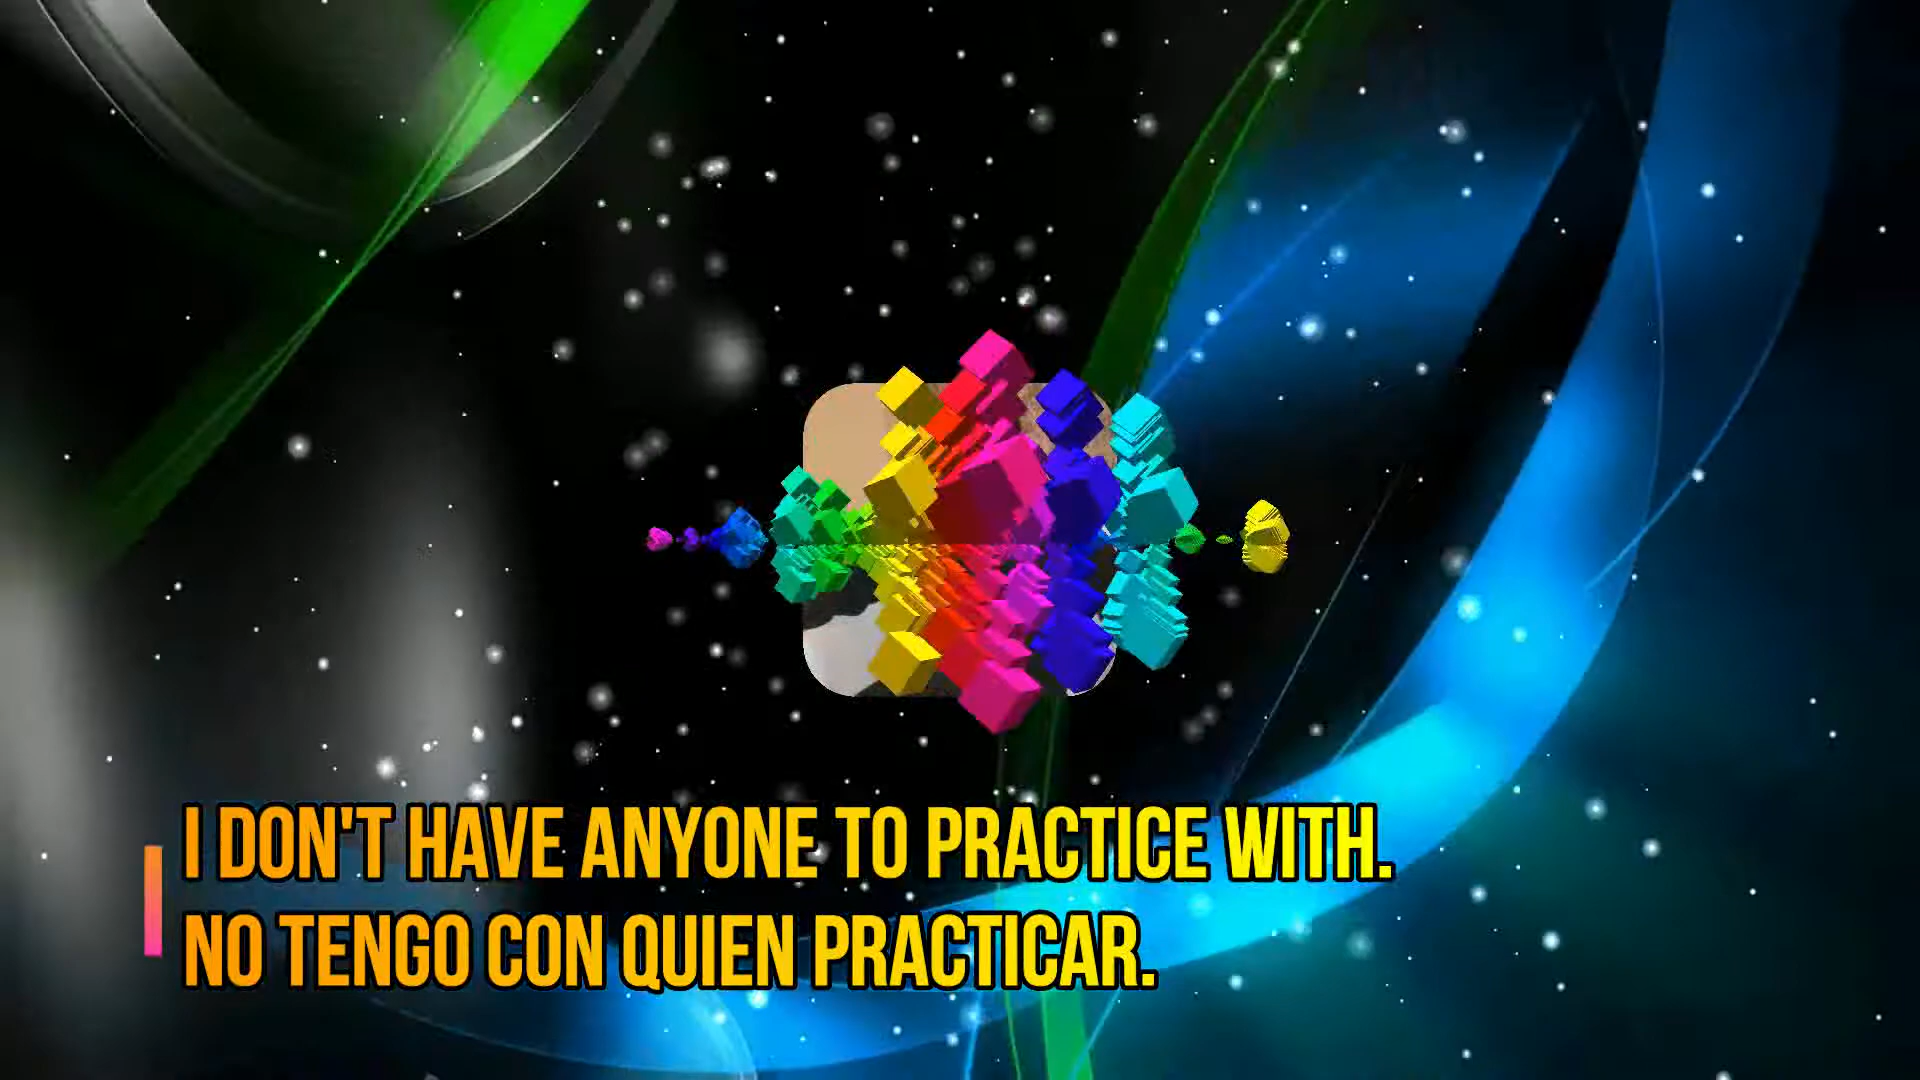 I DON'T HAVE ANYONE TO PRACTICE WITH.
NO TENGO CON QUIEN PRACTICAR.